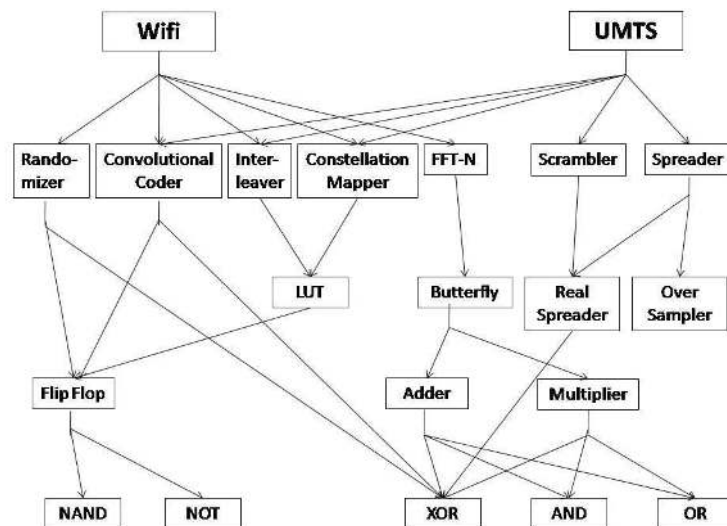 Wifi
UMTS
Rando-
mizer
Convolutional
Coder
Inter-
leaver
Constellation
Mapper
FFT-N
Scrambler
Spreader
LUT
Butterfly
Real
Spreader
Over
Sampler
Flip Flop
Adder
Multiplier
NAND
NOT
XOR
AND
OR